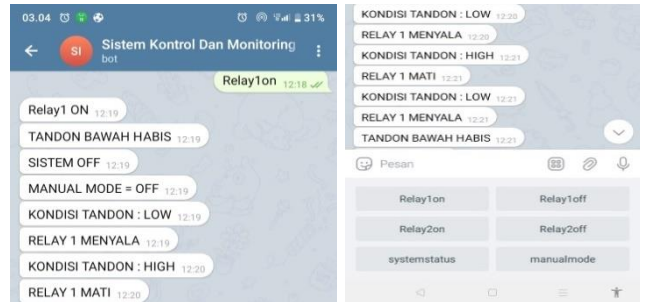 03.04
31%
SI
Sistem Kontrol Dan Monitoring
bot
Relay1on 12:18
Relay1 ON 12:19
TANDON BAWAH HABIS 12:19
SISTEM OFF 12:19
MANUAL MODE = OFF 12:19
KONDISI TANDON : LOW 12:19
RELAY 1 MENYALA 12:19
KONDISI TANDON : HIGH 12:20
RELAY 1 MATI 12:20
KONDISI TANDON : LOW 12:20
RELAY 1 MENYALA 12:20
KONDISI TANDON : HIGH 12:21
RELAY 1 MATI 12:21
KONDISI TANDON : LOW 12:21
RELAY 1 MENYALA 12:21
TANDON BAWAH HABIS 12:21
Pesan
Relay1on Relay1off
Relay2on Relay2off
systemstatus manualmode